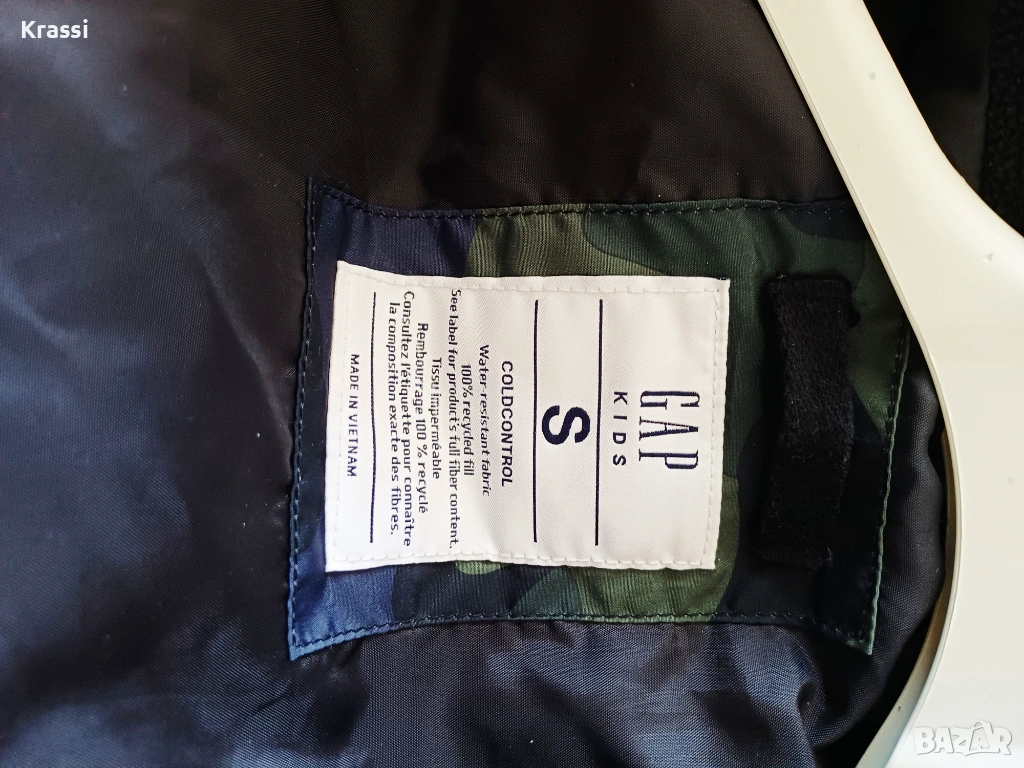 Krassi
GAP
KIDS
S
COLDCONTROL
Water-resistant fabric
100% recycled fill
See label for product's full fiber content.
Tissu imperméable
Rembourrage 100 % recyclé
Consultez l'étiquette pour connaître
la composition exacte des fibres.
MADE IN VIETNAM
BAZAR